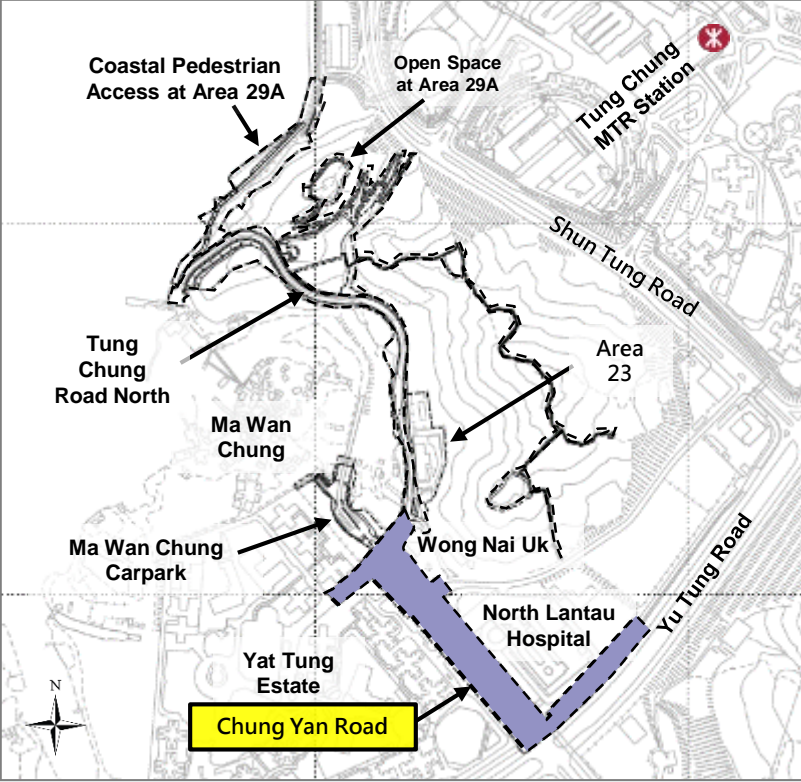 Coastal Pedestrian
Access at Area 29A
Open Space
at Area 29A
Tung Chung
MTR Station
Shun Tung Road
Tung
Chung
Road North
Area
23
Ma Wan
Chung
Ma Wan Chung
Carpark
Wong Nai Uk
North Lantau
Hospital
Yu Tung Road
Yat Tung
Estate
N
Chung Yan Road